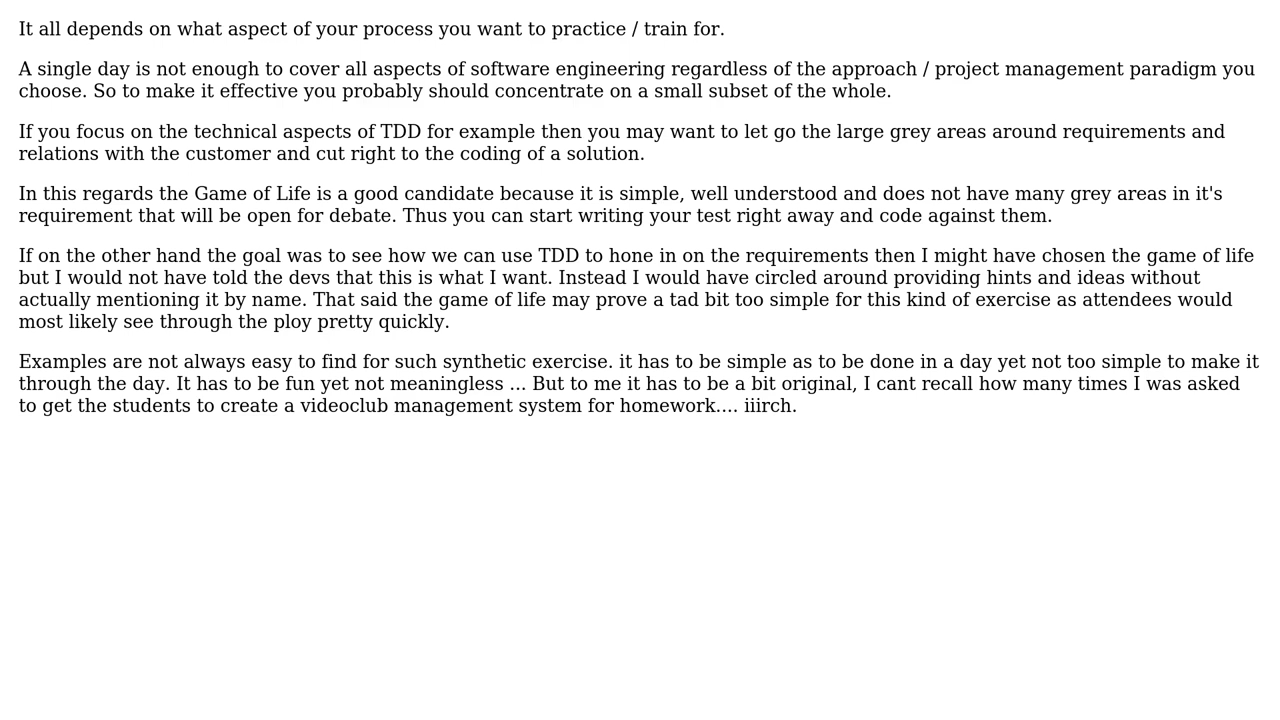 It all depends on what aspect of your process you want to practice / train for.
A single day is not enough to cover all aspects of software engineering regardless of the approach / project management paradigm you
choose. So to make it effective you probably should concentrate on a small subset of the whole.
If you focus on the technical aspects of TDD for example then you may want to let go the large grey areas around requirements and
relations with the customer and cut right to the coding of a solution.
In this regards the Game of Life is a good candidate because it is simple, well understood and does not have many grey areas in it's
requirement that will be open for debate. Thus you can start writing your test right away and code against them.
If on the other hand the goal was to see how we can use TDD to hone in on the requirements then I might have chosen the game of life
but I would not have told the devs that this is what I want. Instead I would have circled around providing hints and ideas without
actually mentioning it by name. That said the game of life may prove a tad bit too simple for this kind of exercise as attendees would
most likely see through the ploy pretty quickly.
Examples are not always easy to find for such synthetic exercise. it has to be simple as to be done in a day yet not too simple to make it
through the day. It has to be fun yet not meaningless ... But to me it has to be a bit original, I cant recall how many times I was asked
to get the students to create a videoclub management system for homework.... iiirch.